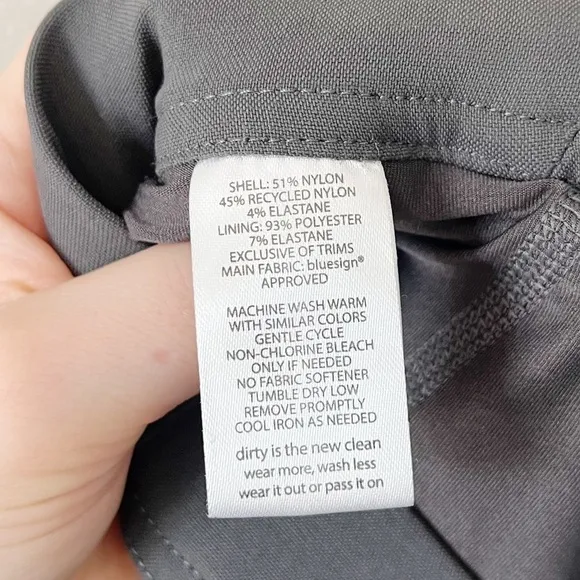 SHELL: 51% NYLON
45% RECYCLED NYLON
4% ELASTANE
LINING: 93% POLYESTER
7% ELASTANE
EXCLUSIVE OF TRIMS
MAIN FABRIC: bluesign®
APPROVED
MACHINE WASH WARM
WITH SIMILAR COLORS
GENTLE CYCLE
NON-CHLORINE BLEACH
ONLY IF NEEDED
NO FABRIC SOFTENER
TUMBLE DRY LOW
REMOVE PROMPTLY
COOL IRON AS NEEDED
dirty is the new clean
wear more, wash less
wear it out or pass it on